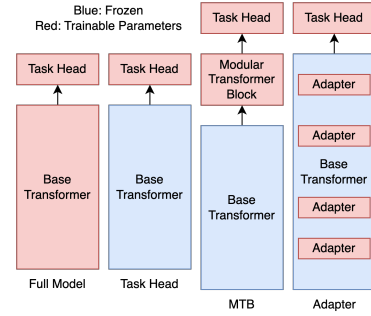 Blue: Frozen
Red: Trainable Parameters
Task Head
Base
Transformer
Full Model
Task Head
Base
Transformer
Task Head
Task Head
Modular
Transformer
Block
Base
Transformer
MTB
Task Head
Adapter
Adapter
Base
Transformer
Adapter
Adapter
Adapter